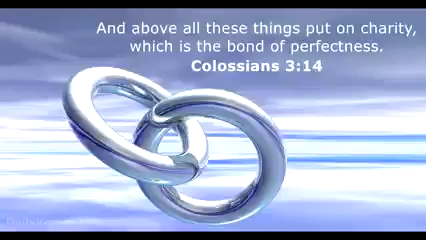 And above all these things put on charity,
which is the bond of perfectness.
Colossians 3:14